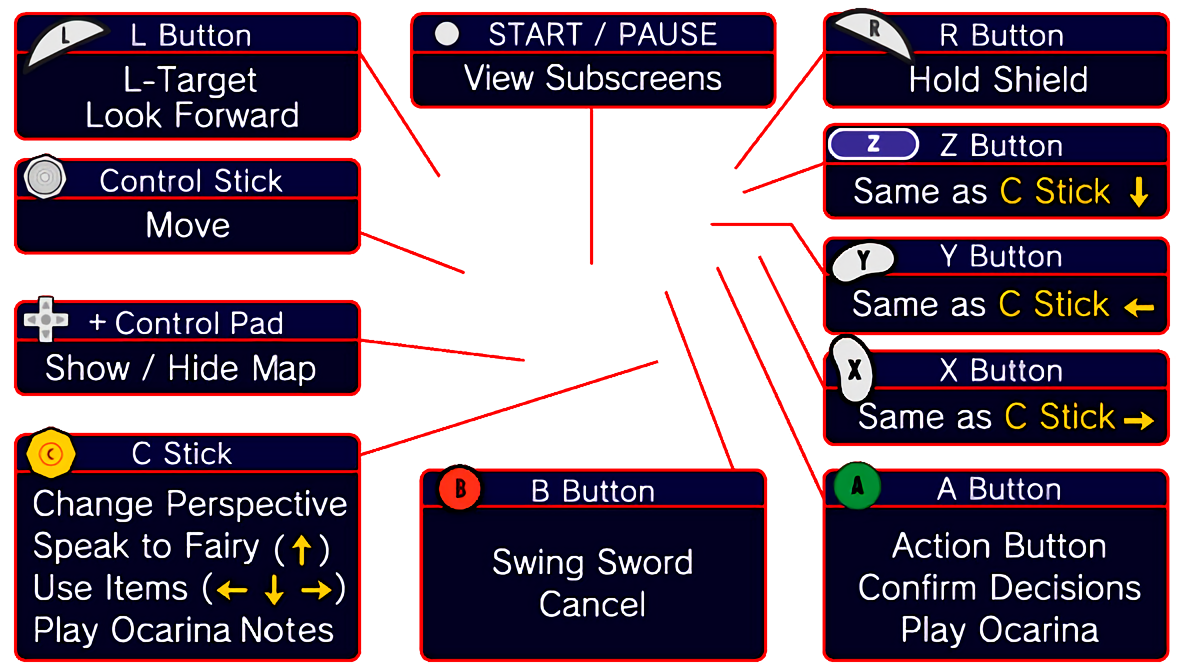 L
L Button
L-Target
Look Forward
START / PAUSE
View Subscreens
R
R Button
Hold Shield
Control Stick
Move
Z
Z Button
Same as C Stick ↓
Y
Y Button
Same as C Stick ←
+ Control Pad
Show / Hide Map
X
X Button
Same as C Stick →
C
C Stick
Change Perspective
Speak to Fairy (↑)
Use Items (← ↓ →)
Play Ocarina Notes
B
B Button
Swing Sword
Cancel
A
A Button
Action Button
Confirm Decisions
Play Ocarina